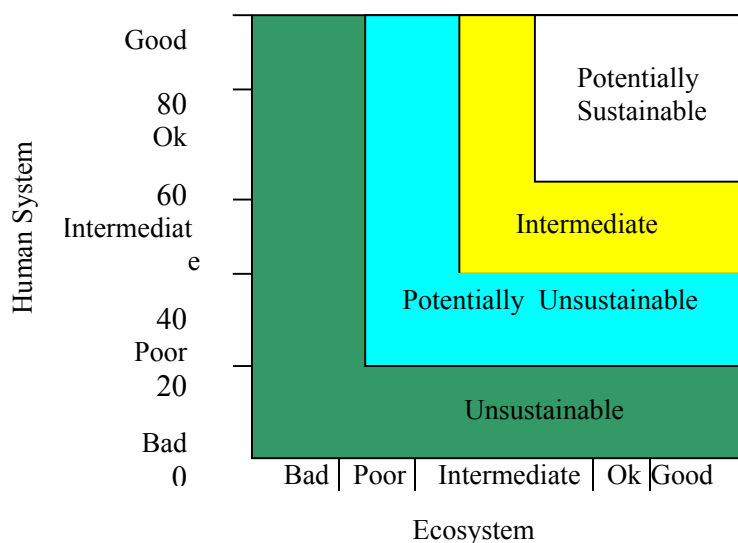 Good
80
Ok
60
Intermediat
e
40
Poor
20
Bad
0
Human System
Potentially
Sustainable
Intermediate
Potentially Unsustainable
Unsustainable
Bad Poor Intermediate Ok Good
Ecosystem